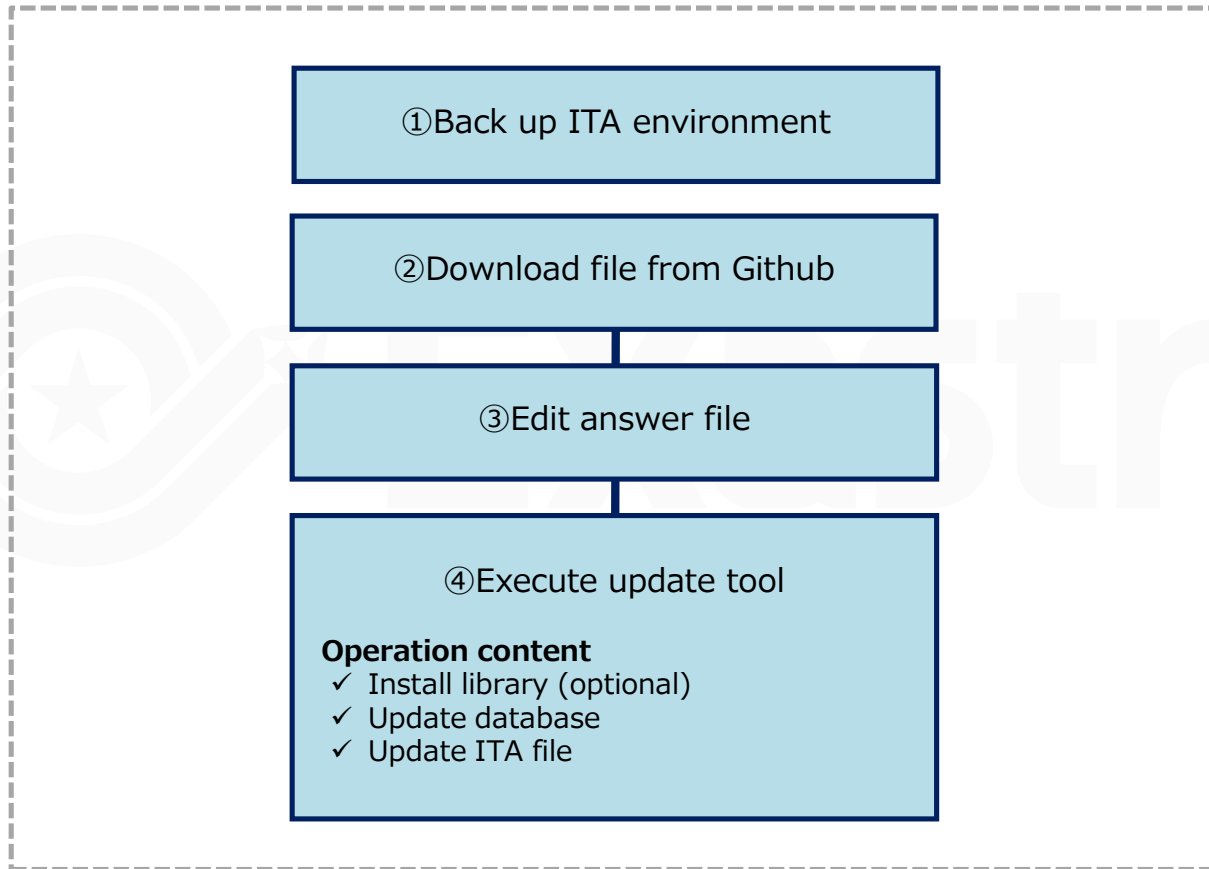 ①Back up ITA environment
②Download file from Github
③Edit answer file
④Execute update tool
Operation content
✓ Install library (optional)
✓ Update database
✓ Update ITA file
Exastr